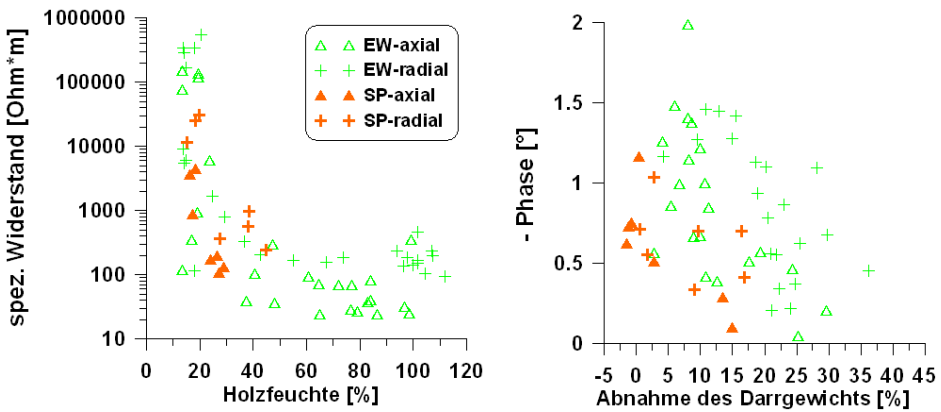 spez. Widerstand [Ohm*m]
1000000
100000
10000
1000
100
10
0 20 40 60 80 100 120
Holzfeuchte [%]
EW-axial
EW-radial
SP-axial
SP-radial
- Phase [°]
2
1.5
1
0.5
0
-5 0 5 10 15 20 25 30 35 40 45
Abnahme des Darrgewichts [%]